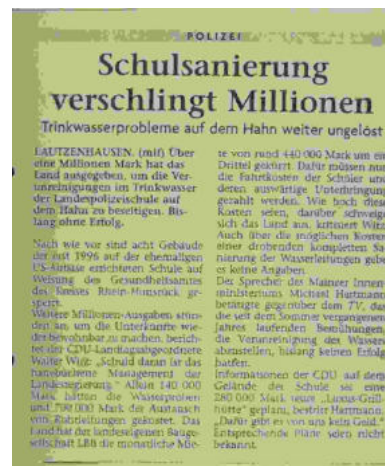 POLIZEI
Schulsanierung
verschlingt Millionen
Trinkwasserprobleme auf dem Hahn weiter ungelöst
LAUTZENHAUSEN. (mif) Über
eine Millionen Mark hat das
Land ausgegeben, um die Ver-
unreinigungen im Trinkwasser
der Landespolizeischule auf
dem Hahn zu beseitigen. Bis-
lang ohne Erfolg.
Nach wie vor sind acht Gebäude
der erst 1996 auf der ehemaligen
US-Airbase errichteten Schule auf
Weisung des Gesundheitsamtes
des Kreises Rhein-Hunsrück ge-
sperrt.
Weitere Millionen-Ausgaben stün-
den an, um die Unterkünfte wie-
der bewohnbar zu machen, berich-
tet der CDU-Landtagsabgeordnete
Walter Wirz: „Schuld daran ist das
hanebüchene Management der
Landesregierung." Allein 140 000
Mark hätten die Wasserproben
und 700 000 Mark der Austausch
von Rohrleitungen gekostet. Das
Land hat der landeseigenen Bauge-
sellschaft LBB die monatliche Mie-
te von rund 440 000 Mark um ein
Drittel gekürzt. Dafür müssen nun
die Fahrtkosten der Schüler und
deren auswärtige Unterbringung
gezahlt werden. Wie hoch diese
Kosten seien, darüber schweige
sich das Land aus, kritisiert Wirz.
Auch über die möglichen Kosten
einer drohenden kompletten Sa-
nierung der Wasserleitungen gebe
es keine Angaben.
Der Sprecher des Mainzer Innen-
ministeriums Michael Hartmann
betätigte gegenüber dem TV, dass
die seit dem Sommer vergangenen
Jahres laufenden Bemühungen,
die Verunreinigung des Wassers
abzustellen, bislang keinen Erfolg
hatten.
Informationen der CDU auf dem
Gelände der Schule sei eine
280 000 Mark teure „Luxus-Grill-
hütte" geplant, bestritt Hartmann.
„Dafür gibt es von uns kein Geld."
Entsprechende Pläne seien nicht
bekannt.